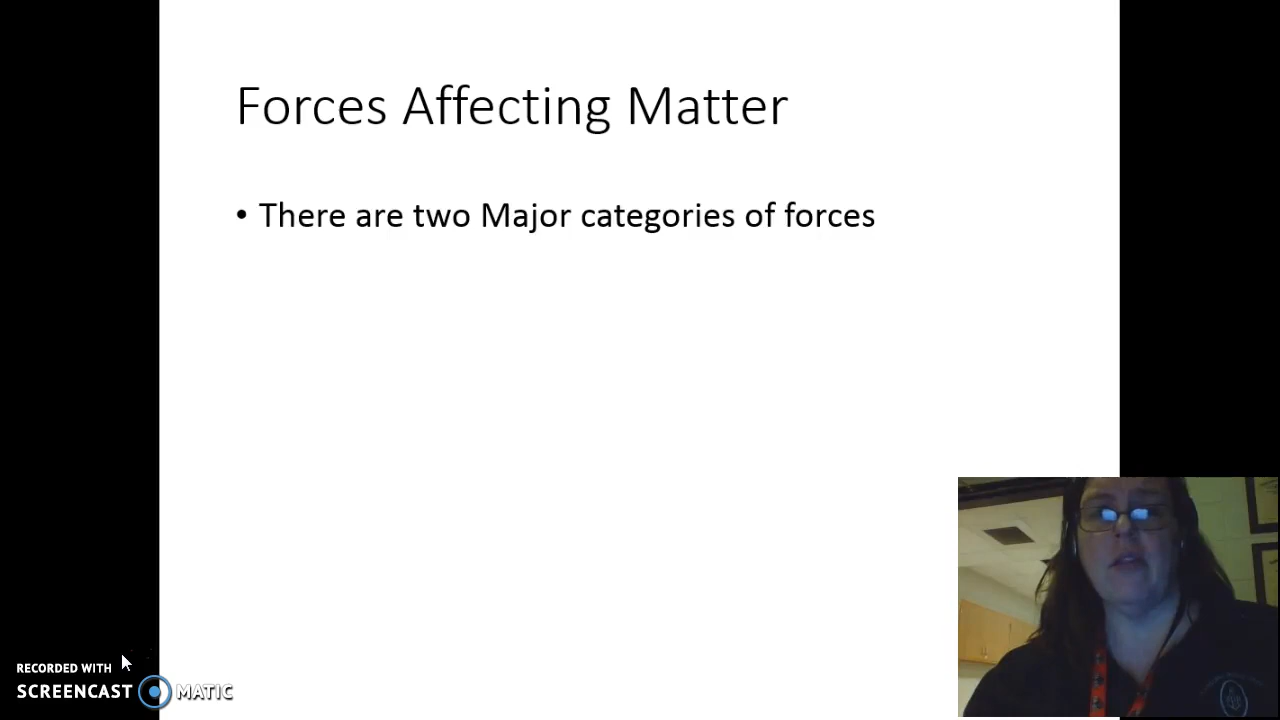 Forces Affecting Matter
• There are two Major categories of forces
RECORDED WITH
SCREENCAST MATIC